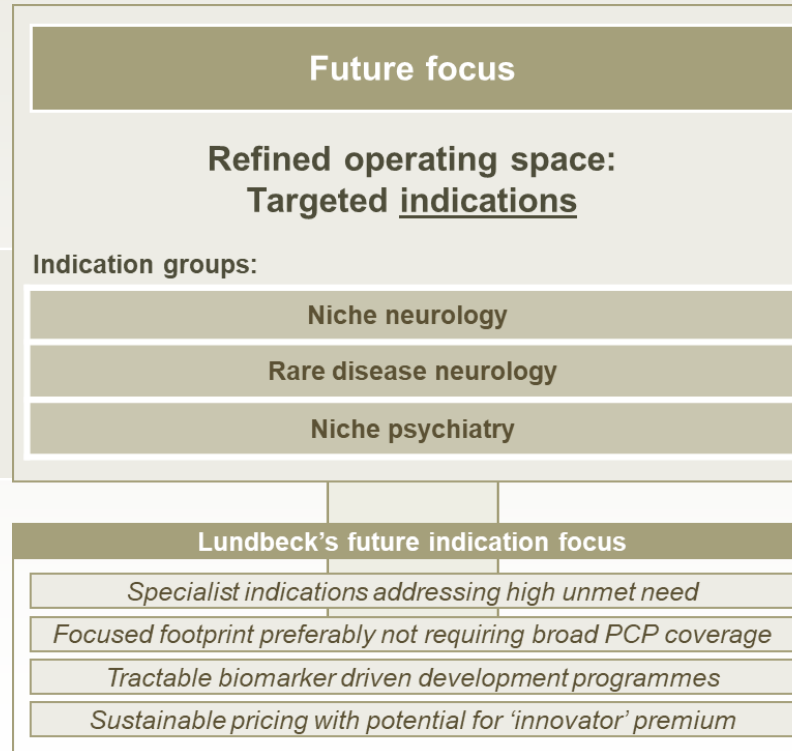 Future focus
Refined operating space:
Targeted indications
Indication groups:
Niche neurology
Rare disease neurology
Niche psychiatry
Lundbeck’s future indication focus
Specialist indications addressing high unmet need
Focused footprint preferably not requiring broad PCP coverage
Tractable biomarker driven development programmes
Sustainable pricing with potential for ‘innovator’ premium